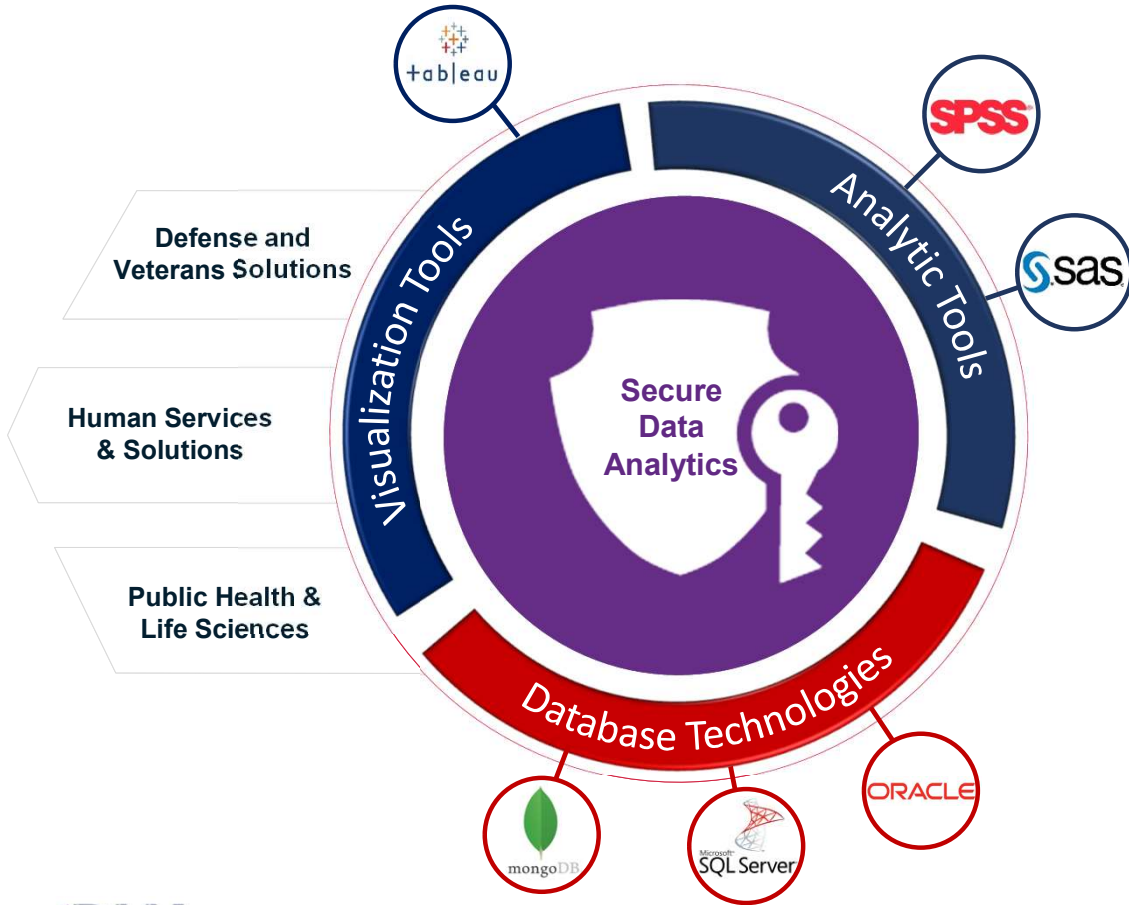 tableau
SPSS
Analytic Tools
sas
Visualization Tools
Defense and
Veterans Solutions
Human Services
& Solutions
Public Health &
Life Sciences
Secure
Data
Analytics
Database Technologies
mongoDB
Microsoft
SQL Server
ORACLE